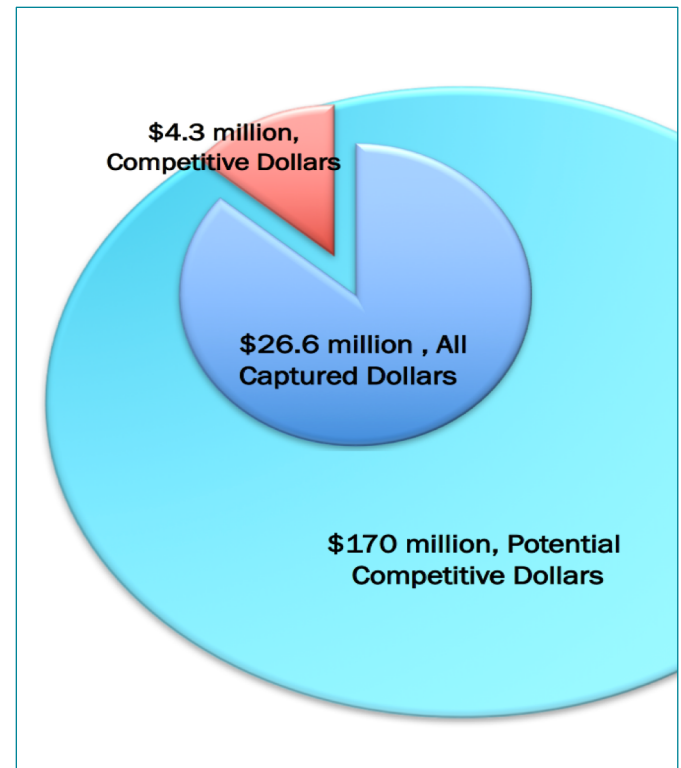 $4.3 million,
Competitive Dollars
$26.6 million , All
Captured Dollars
$170 million, Potential
Competitive Dollars